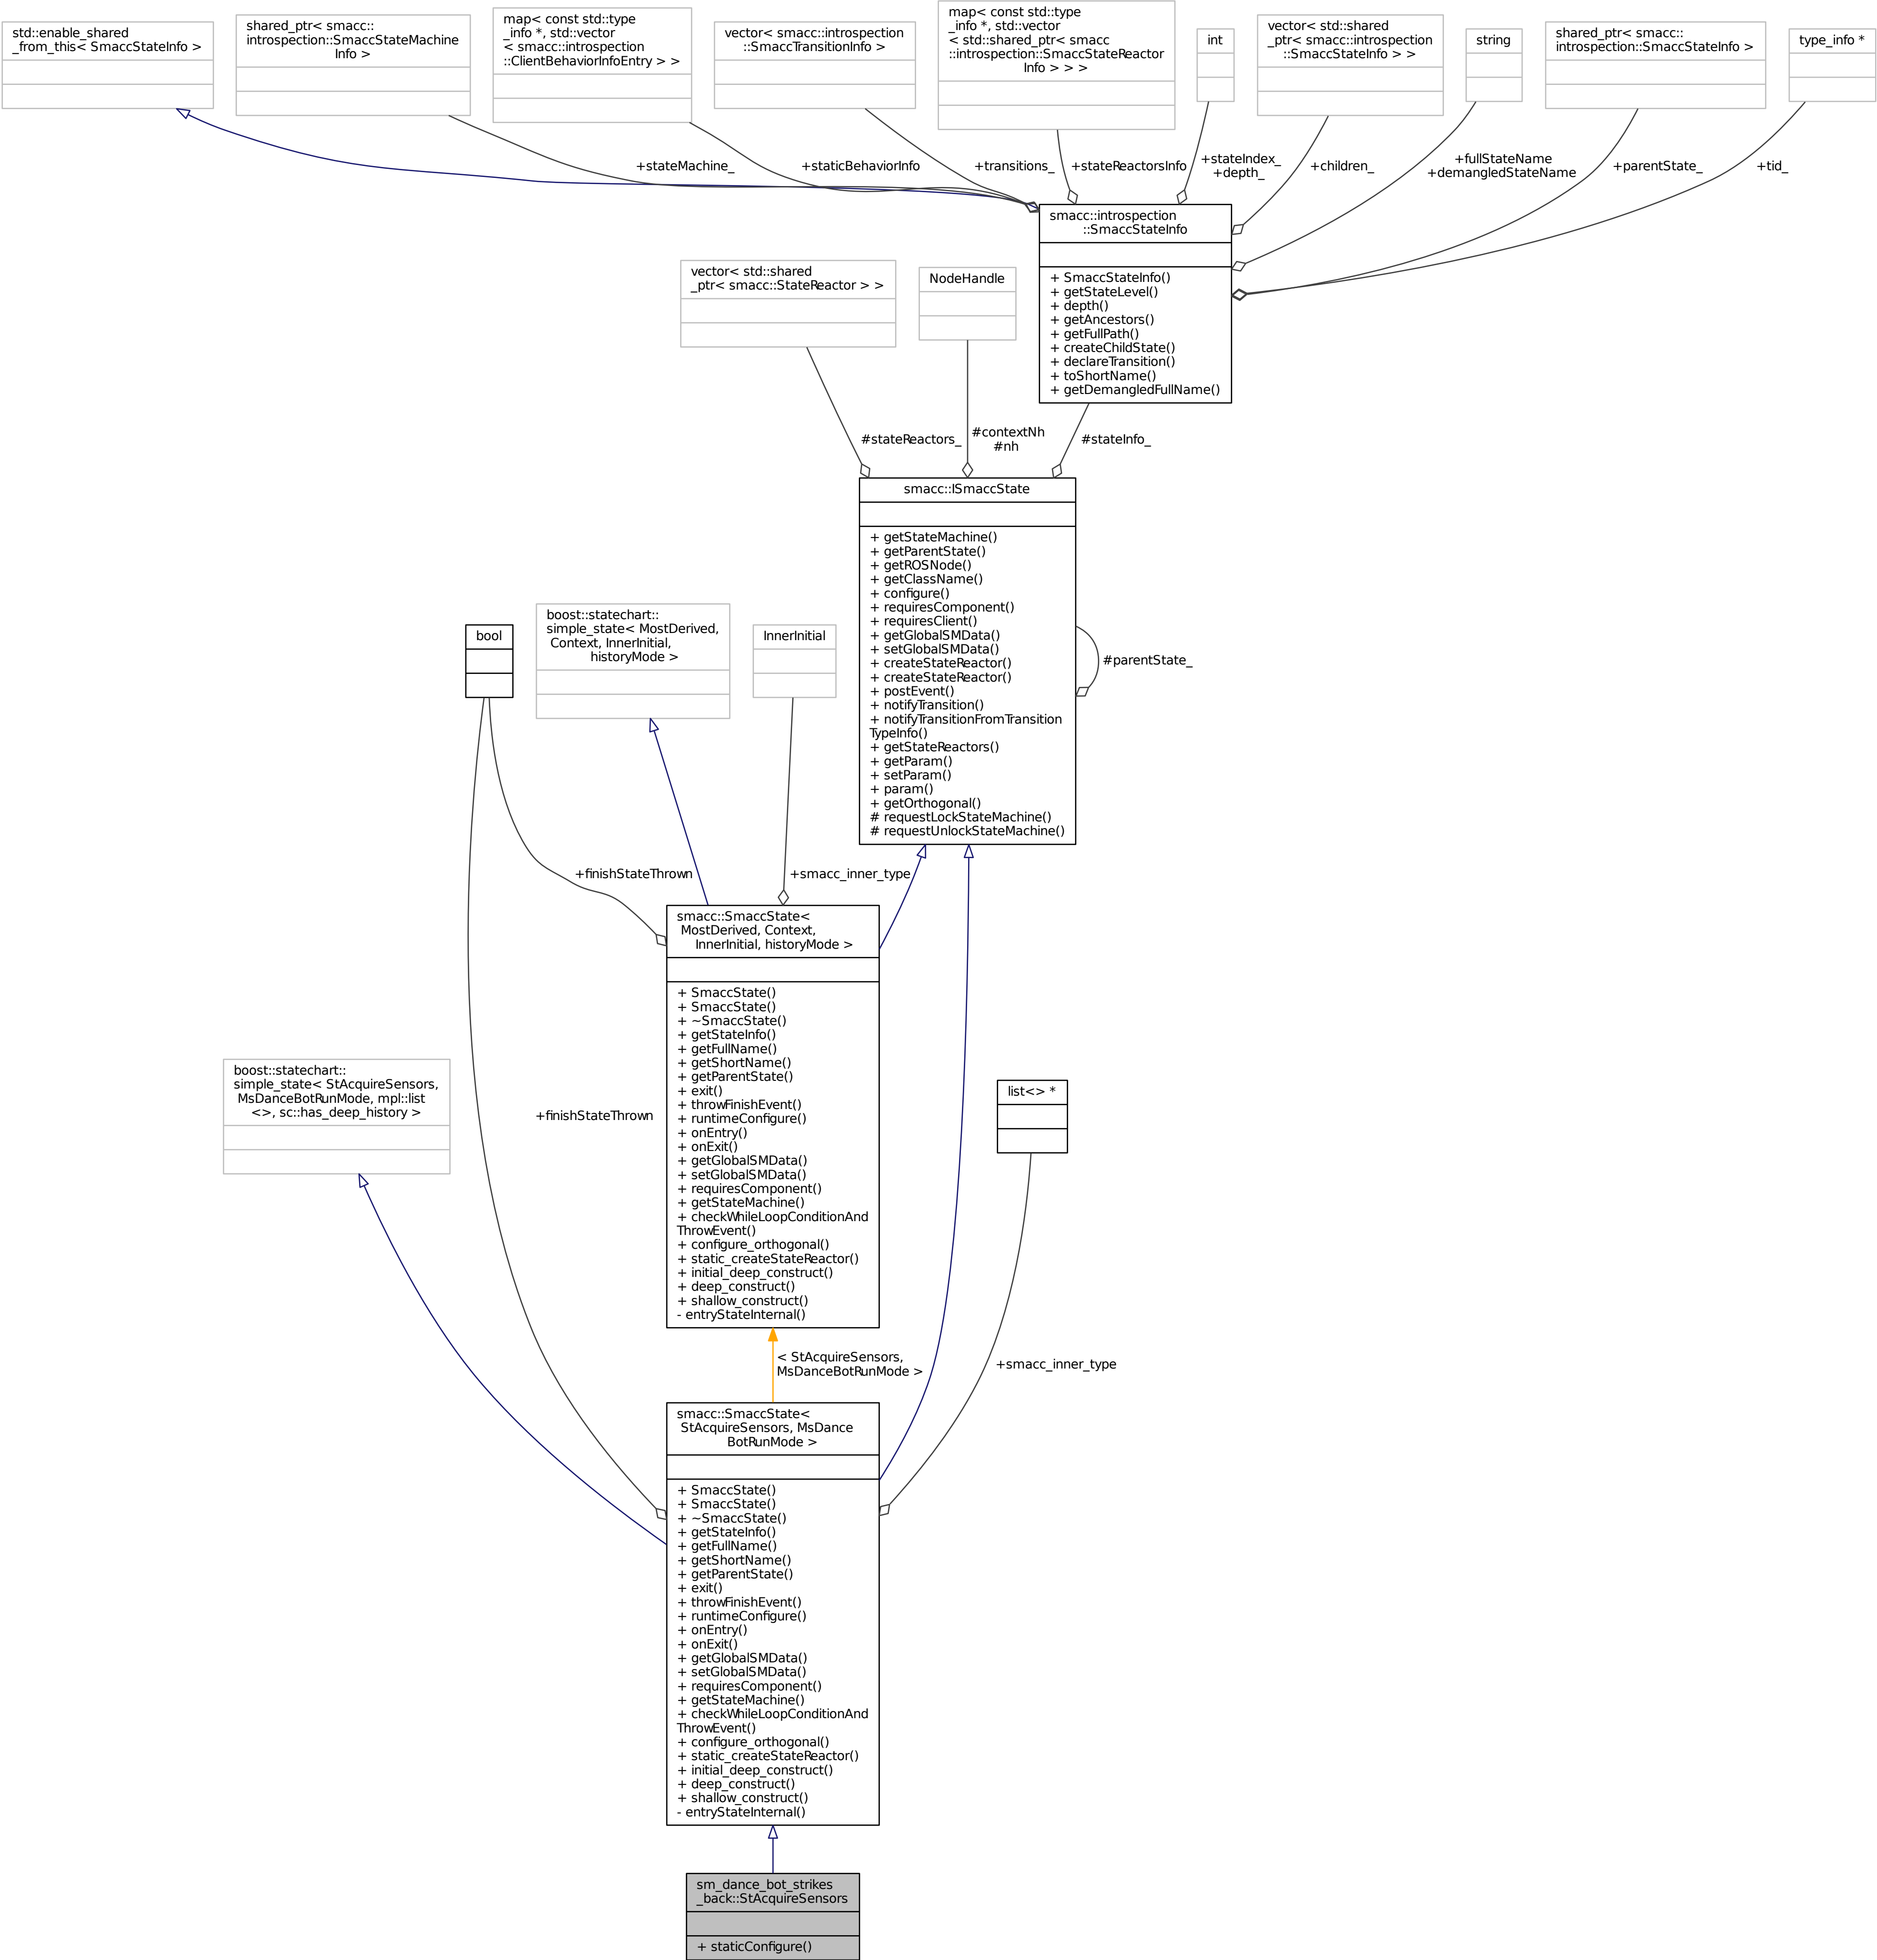 std::enable_shared
_from_this< SmaccStateInfo >
shared_ptr< smacc::
introspection::SmaccStateMachine
Info >
map< const std::type
_info *, std::vector
< smacc::introspection
::ClientBehaviorInfoEntry > >
vector< smacc::introspection
::SmaccTransitionInfo >
map< const std::type
_info *, std::vector
< std::shared_ptr< smacc
::introspection::SmaccStateReactor
Info > > >
int
vector< std::shared
_ptr< smacc::introspection
::SmaccStateInfo > >
string
shared_ptr< smacc::
introspection::SmaccStateInfo >
type_info *
+stateMachine_
+staticBehaviorInfo
+transitions_
+stateReactorsInfo
+stateIndex_
+depth_
+children_
+fullStateName
+demangledStateName
+parentState_
+tid_
smacc::introspection
::SmaccStateInfo
+ SmaccStateInfo()
+ getStateLevel()
+ depth()
+ getAncestors()
+ getFullPath()
+ createChildState()
+ declareTransition()
+ toShortName()
+ getDemangledFullName()
vector< std::shared
_ptr< smacc::StateReactor > >
NodeHandle
#stateReactors_
#contextNh
#nh
#stateInfo_
smacc::ISmaccState
+ getStateMachine()
+ getParentState()
+ getROSNode()
+ getClassName()
+ configure()
+ requiresComponent()
+ requiresClient()
+ getGlobalSMData()
+ setGlobalSMData()
+ createStateReactor()
+ createStateReactor()
+ postEvent()
+ notifyTransition()
+ notifyTransitionFromTransition
TypeInfo()
+ getStateReactors()
+ getParam()
+ setParam()
+ param()
+ getOrthogonal()
# requestLockStateMachine()
# requestUnlockStateMachine()
#parentState_
bool
boost::statechart::
simple_state< MostDerived,
Context, InnerInitial,
historyMode >
InnerInitial
+finishStateThrown
+smacc_inner_type
smacc::SmaccState<
MostDerived, Context,
InnerInitial, historyMode >
+ SmaccState()
+ SmaccState()
+ ~SmaccState()
+ getStateInfo()
+ getFullName()
+ getShortName()
+ getParentState()
+ exit()
+ throwFinishEvent()
+ runtimeConfigure()
+ onEntry()
+ onExit()
+ getGlobalSMData()
+ setGlobalSMData()
+ requiresComponent()
+ getStateMachine()
+ checkWhileLoopConditionAnd
ThrowEvent()
+ configure_orthogonal()
+ static_createStateReactor()
+ initial_deep_construct()
+ deep_construct()
+ shallow_construct()
- entryStateInternal()
boost::statechart::
simple_state< StAcquireSensors,
MsDanceBotRunMode, mpl::list
<>, sc::has_deep_history >
+finishStateThrown
list<> *
< StAcquireSensors,
MsDanceBotRunMode >
+smacc_inner_type
smacc::SmaccState<
StAcquireSensors, MsDance
BotRunMode >
+ SmaccState()
+ SmaccState()
+ ~SmaccState()
+ getStateInfo()
+ getFullName()
+ getShortName()
+ getParentState()
+ exit()
+ throwFinishEvent()
+ runtimeConfigure()
+ onEntry()
+ onExit()
+ getGlobalSMData()
+ setGlobalSMData()
+ requiresComponent()
+ getStateMachine()
+ checkWhileLoopConditionAnd
ThrowEvent()
+ configure_orthogonal()
+ static_createStateReactor()
+ initial_deep_construct()
+ deep_construct()
+ shallow_construct()
- entryStateInternal()
sm_dance_bot_strikes
_back::StAcquireSensors
+ staticConfigure()